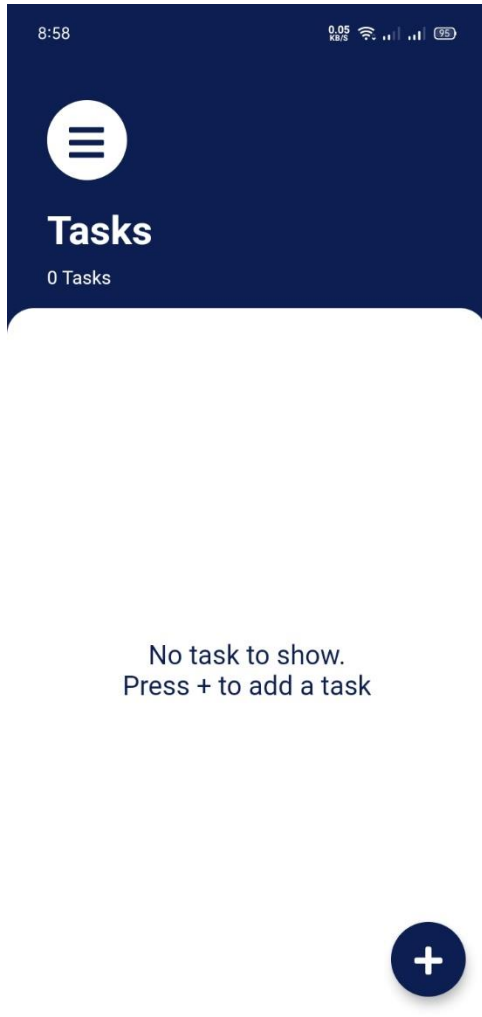 8:58
0.05
KB/S
95
Tasks
0 Tasks
No task to show.
Press + to add a task